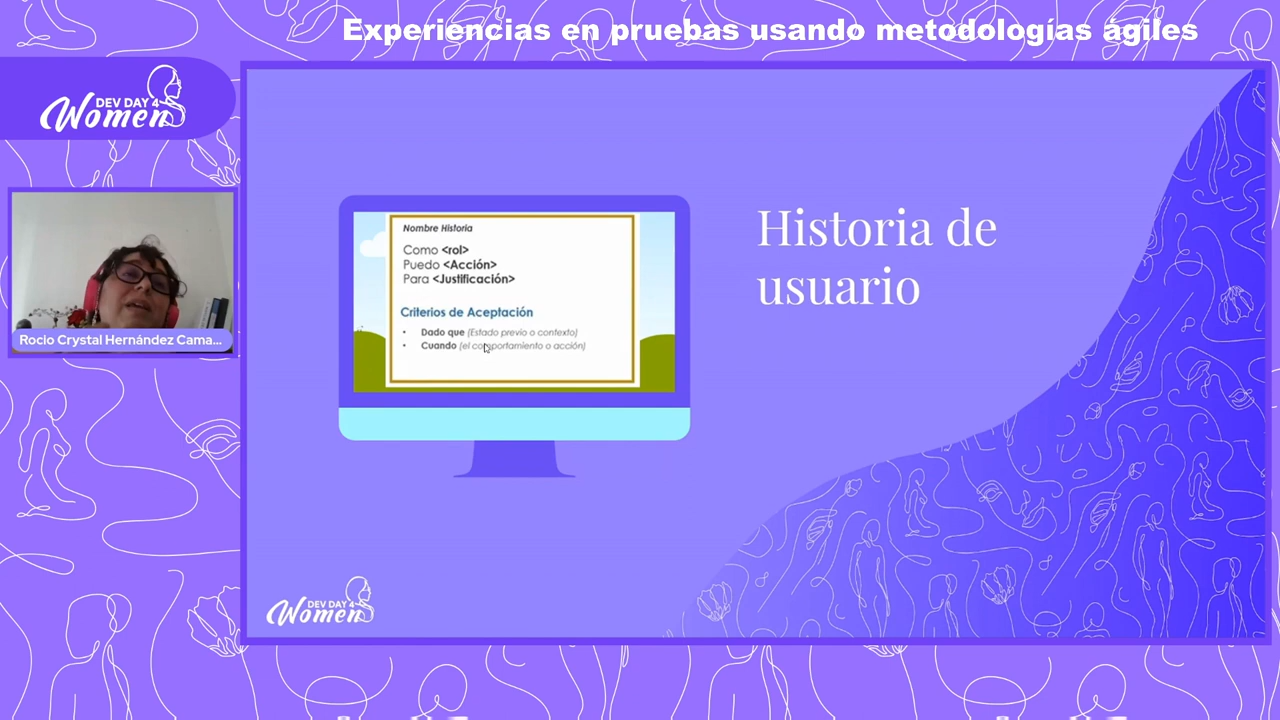 Experiencias en pruebas usando metodologías ágiles
DEV DAY 4
Women
Rocio Crystal Hernández Cama...
Nombre Historia
Como <rol>
Puedo <Acción>
Para <Justificación>
Criterios de Aceptación
• Dado que (Estado previo o contexto)
• Cuando (el comportamiento o acción)
Historia de
usuario
DEV DAY 4
Women